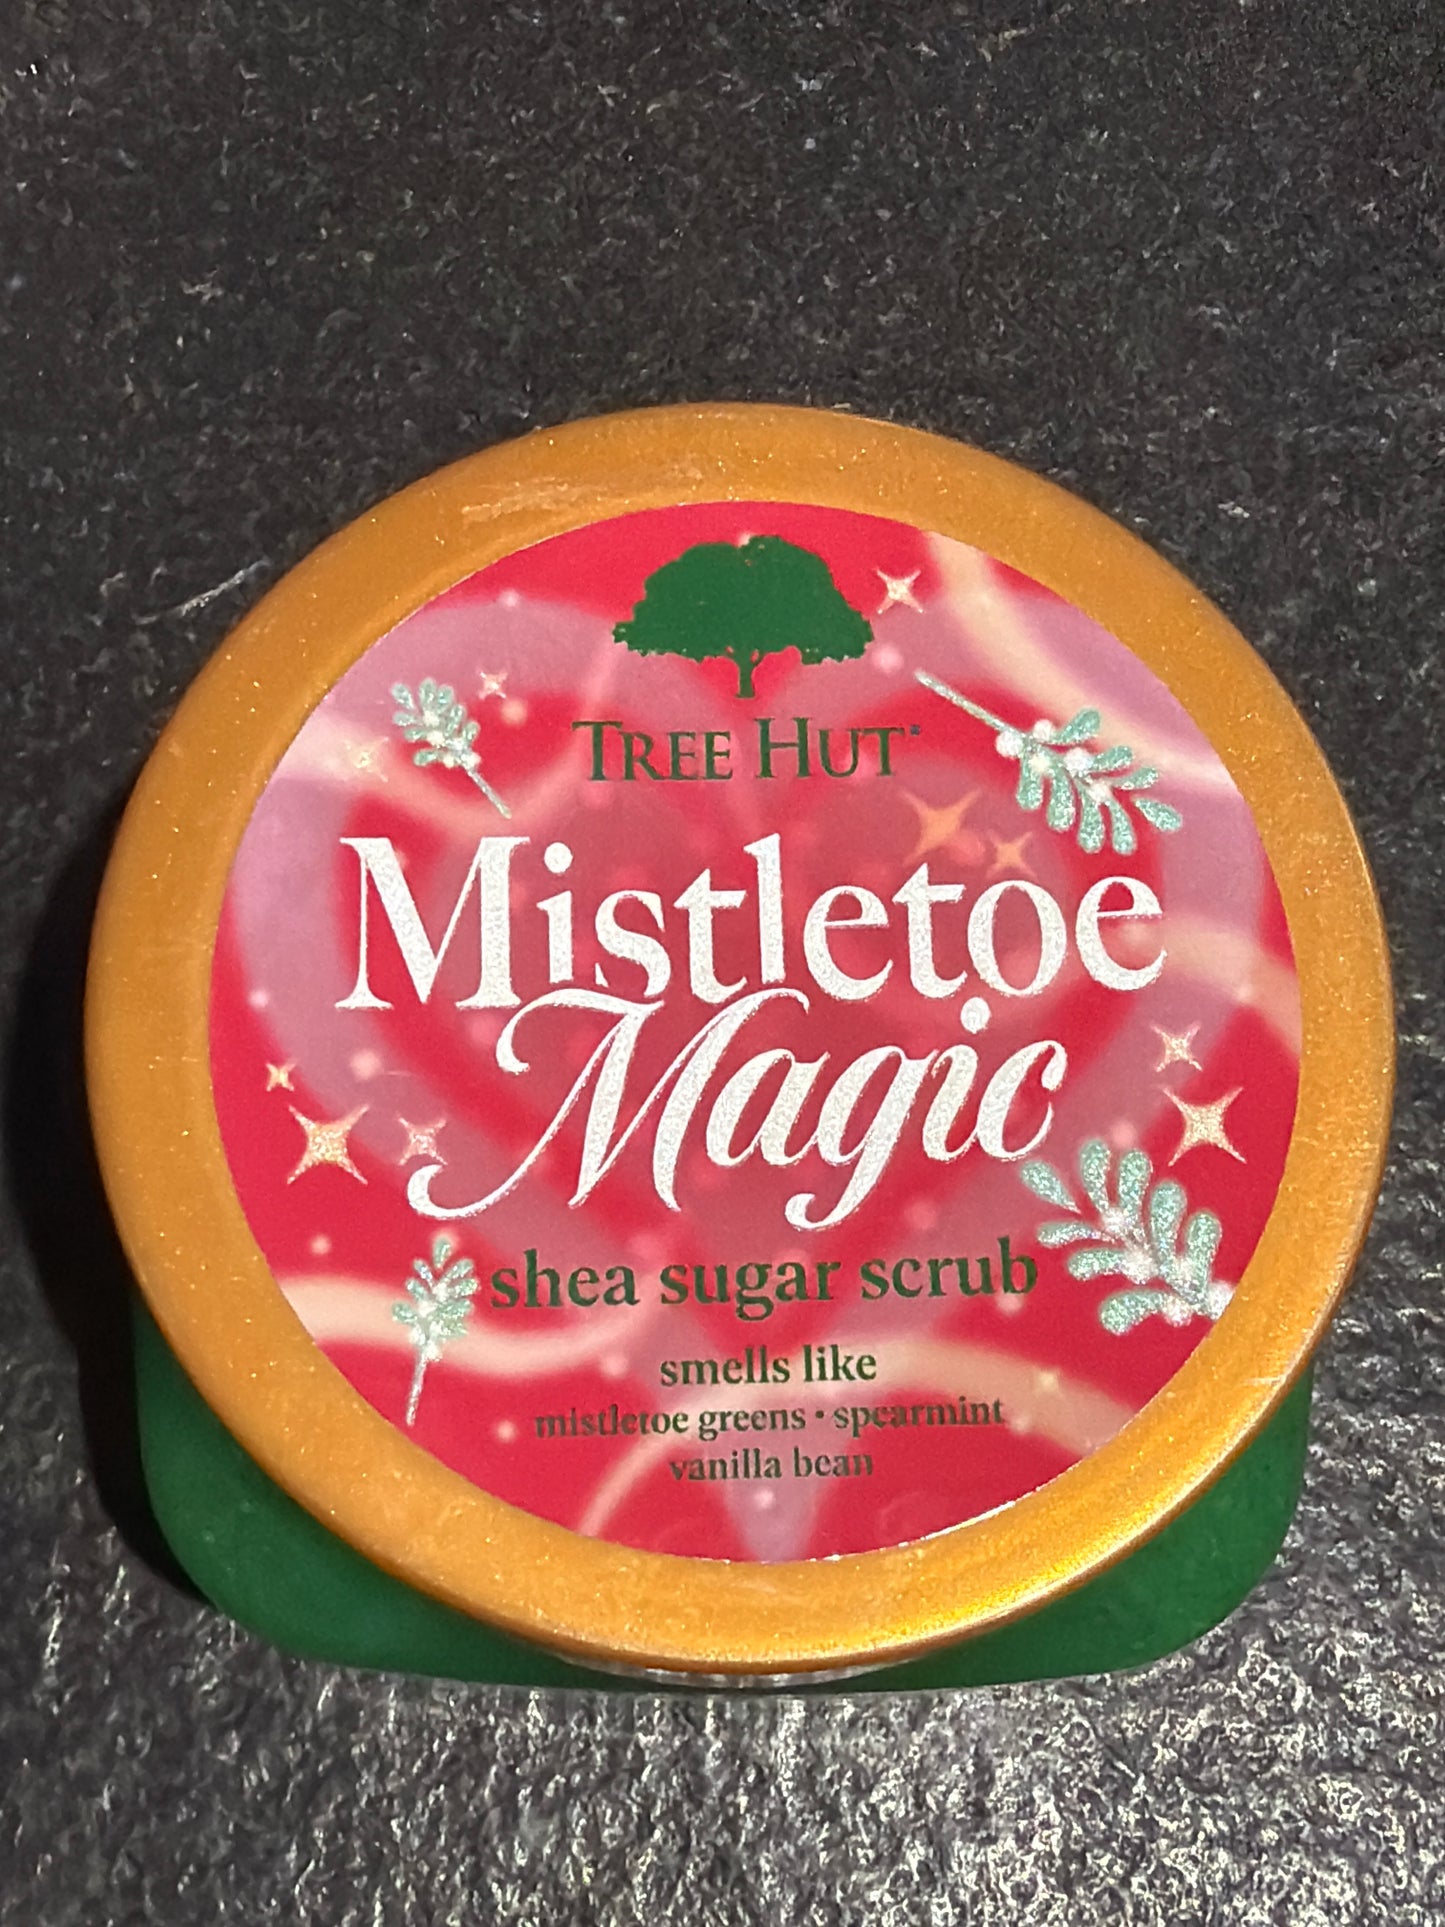 TREE HUT
Mistletoe
Magic
shea sugar scrub
smells like
mistletoe greens • spearmint
vanilla bean